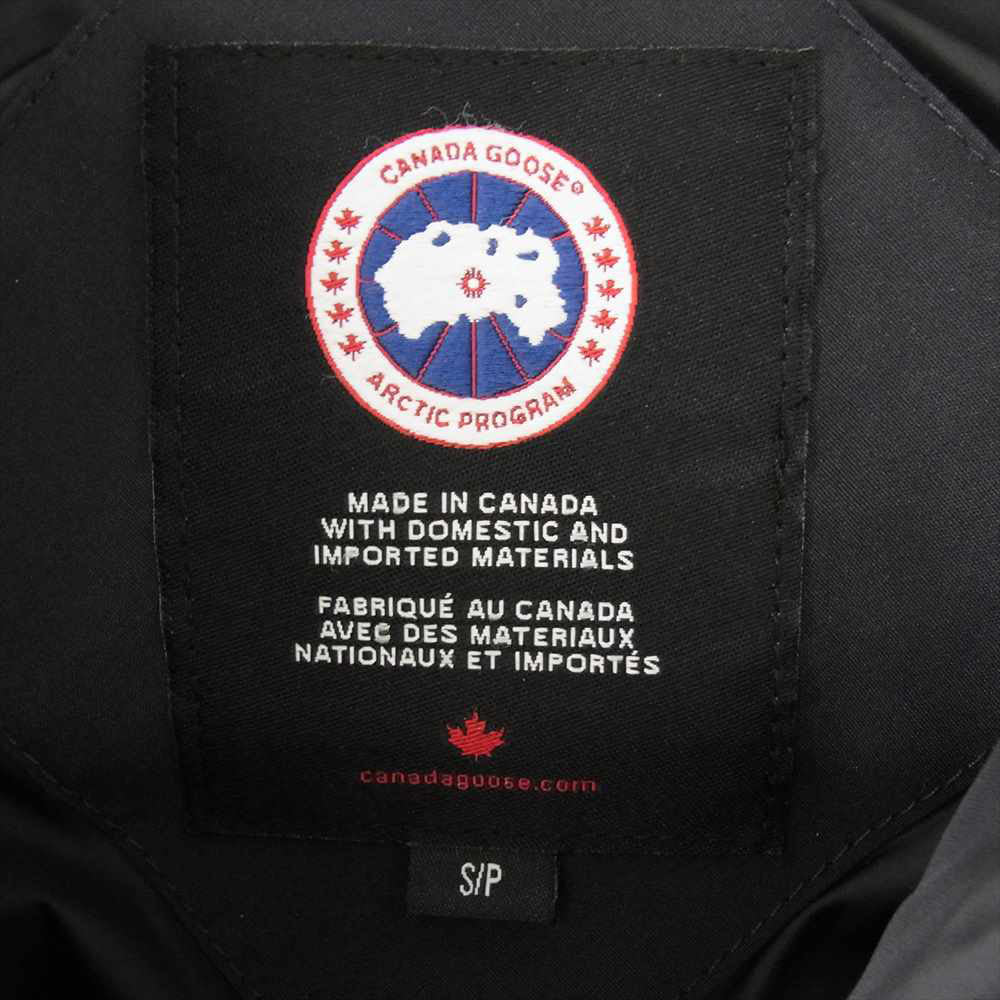 CANADA GOOSE®
ARCTIC PROGRAM
MADE IN CANADA
WITH DOMESTIC AND
IMPORTED MATERIALS
FABRIQUÉ AU CANADA
AVEC DES MATERIAUX
NATIONAUX ET IMPORTÉS
canadagoose.com
S/P